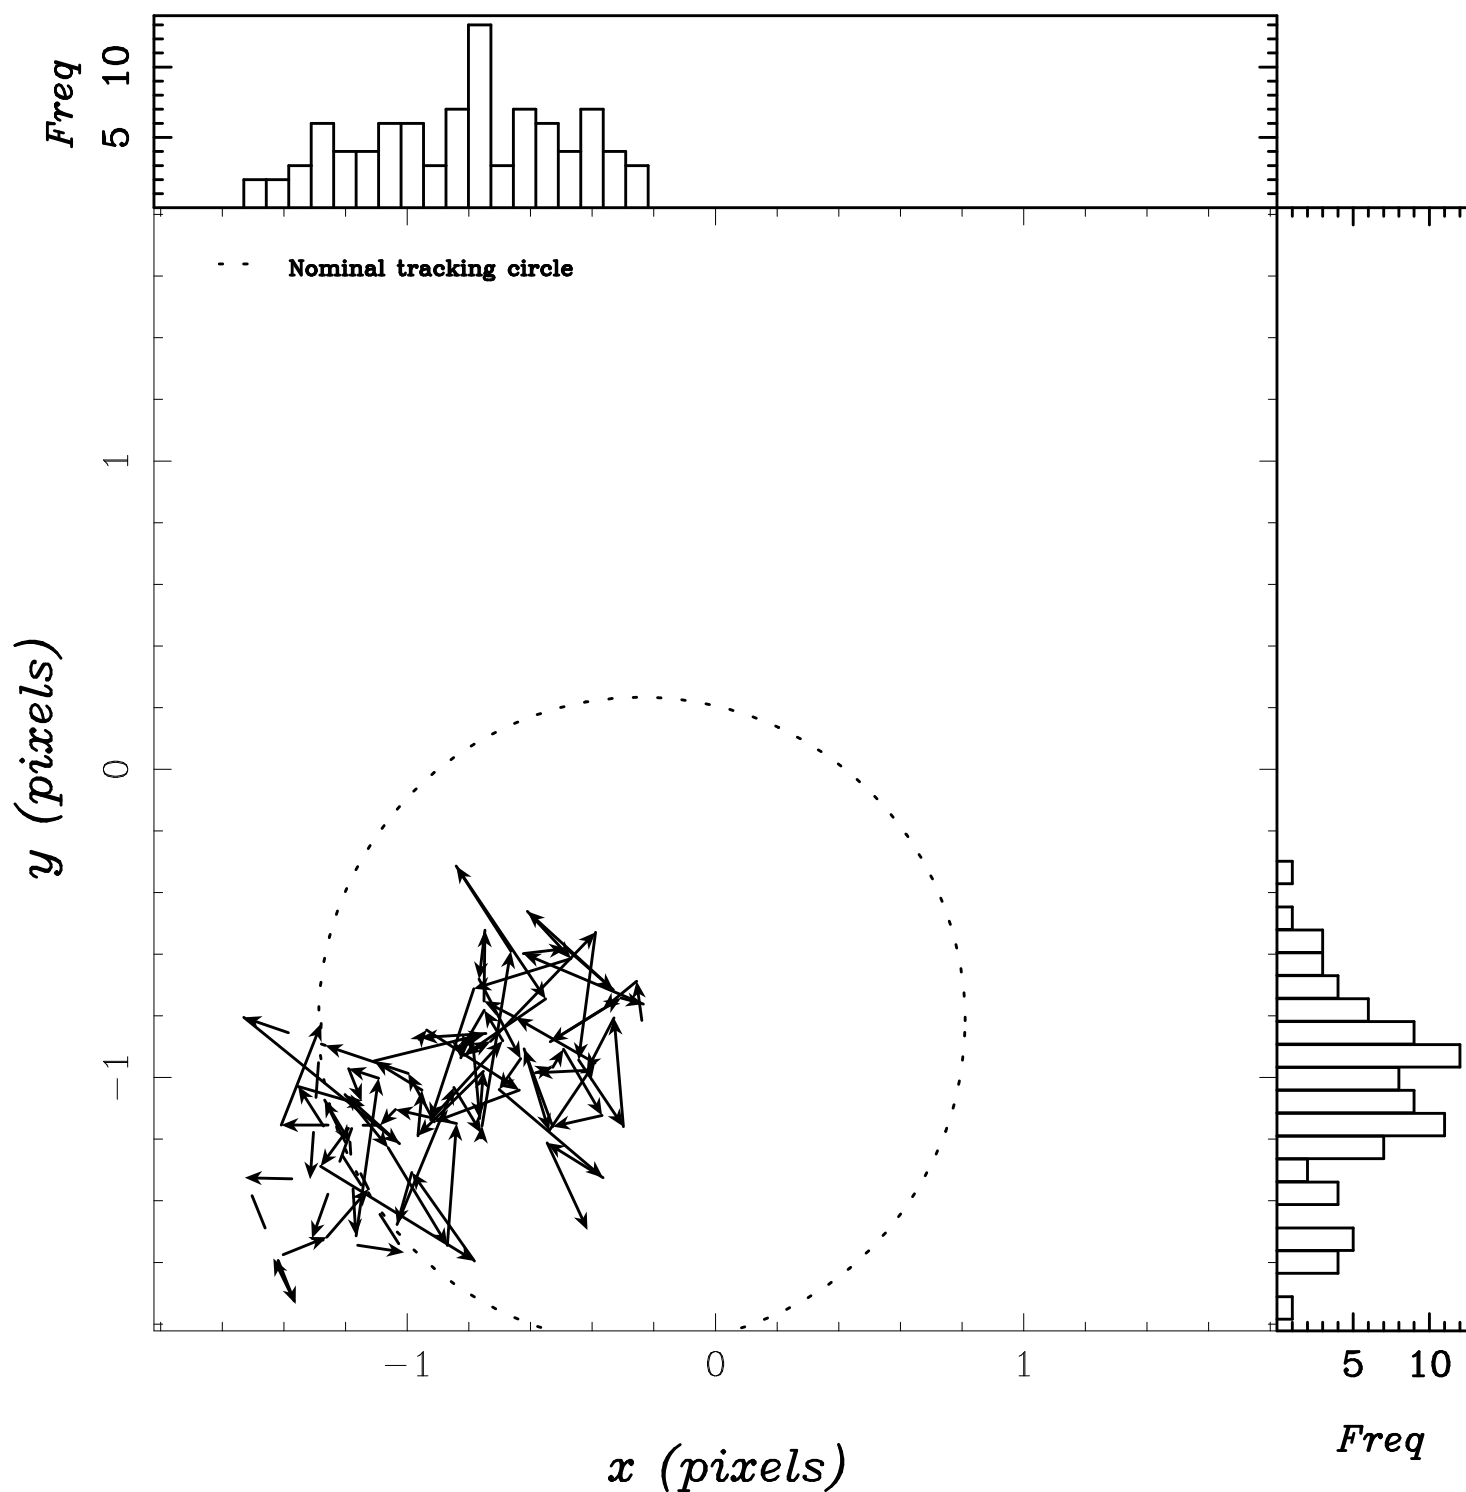 Freq
10
5
Nominal tracking circle
1
0
−1
y (pixels)
−1 0 1
5 10
x (pixels)
Freq